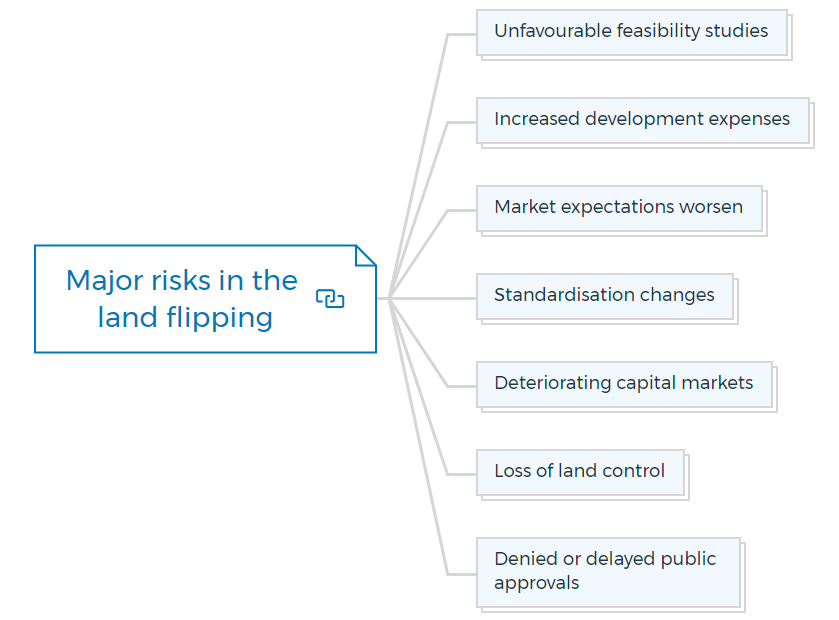 Major risks in the
land flipping
Unfavourable feasibility studies
Increased development expenses
Market expectations worsen
Standardisation changes
Deteriorating capital markets
Loss of land control
Denied or delayed public
approvals